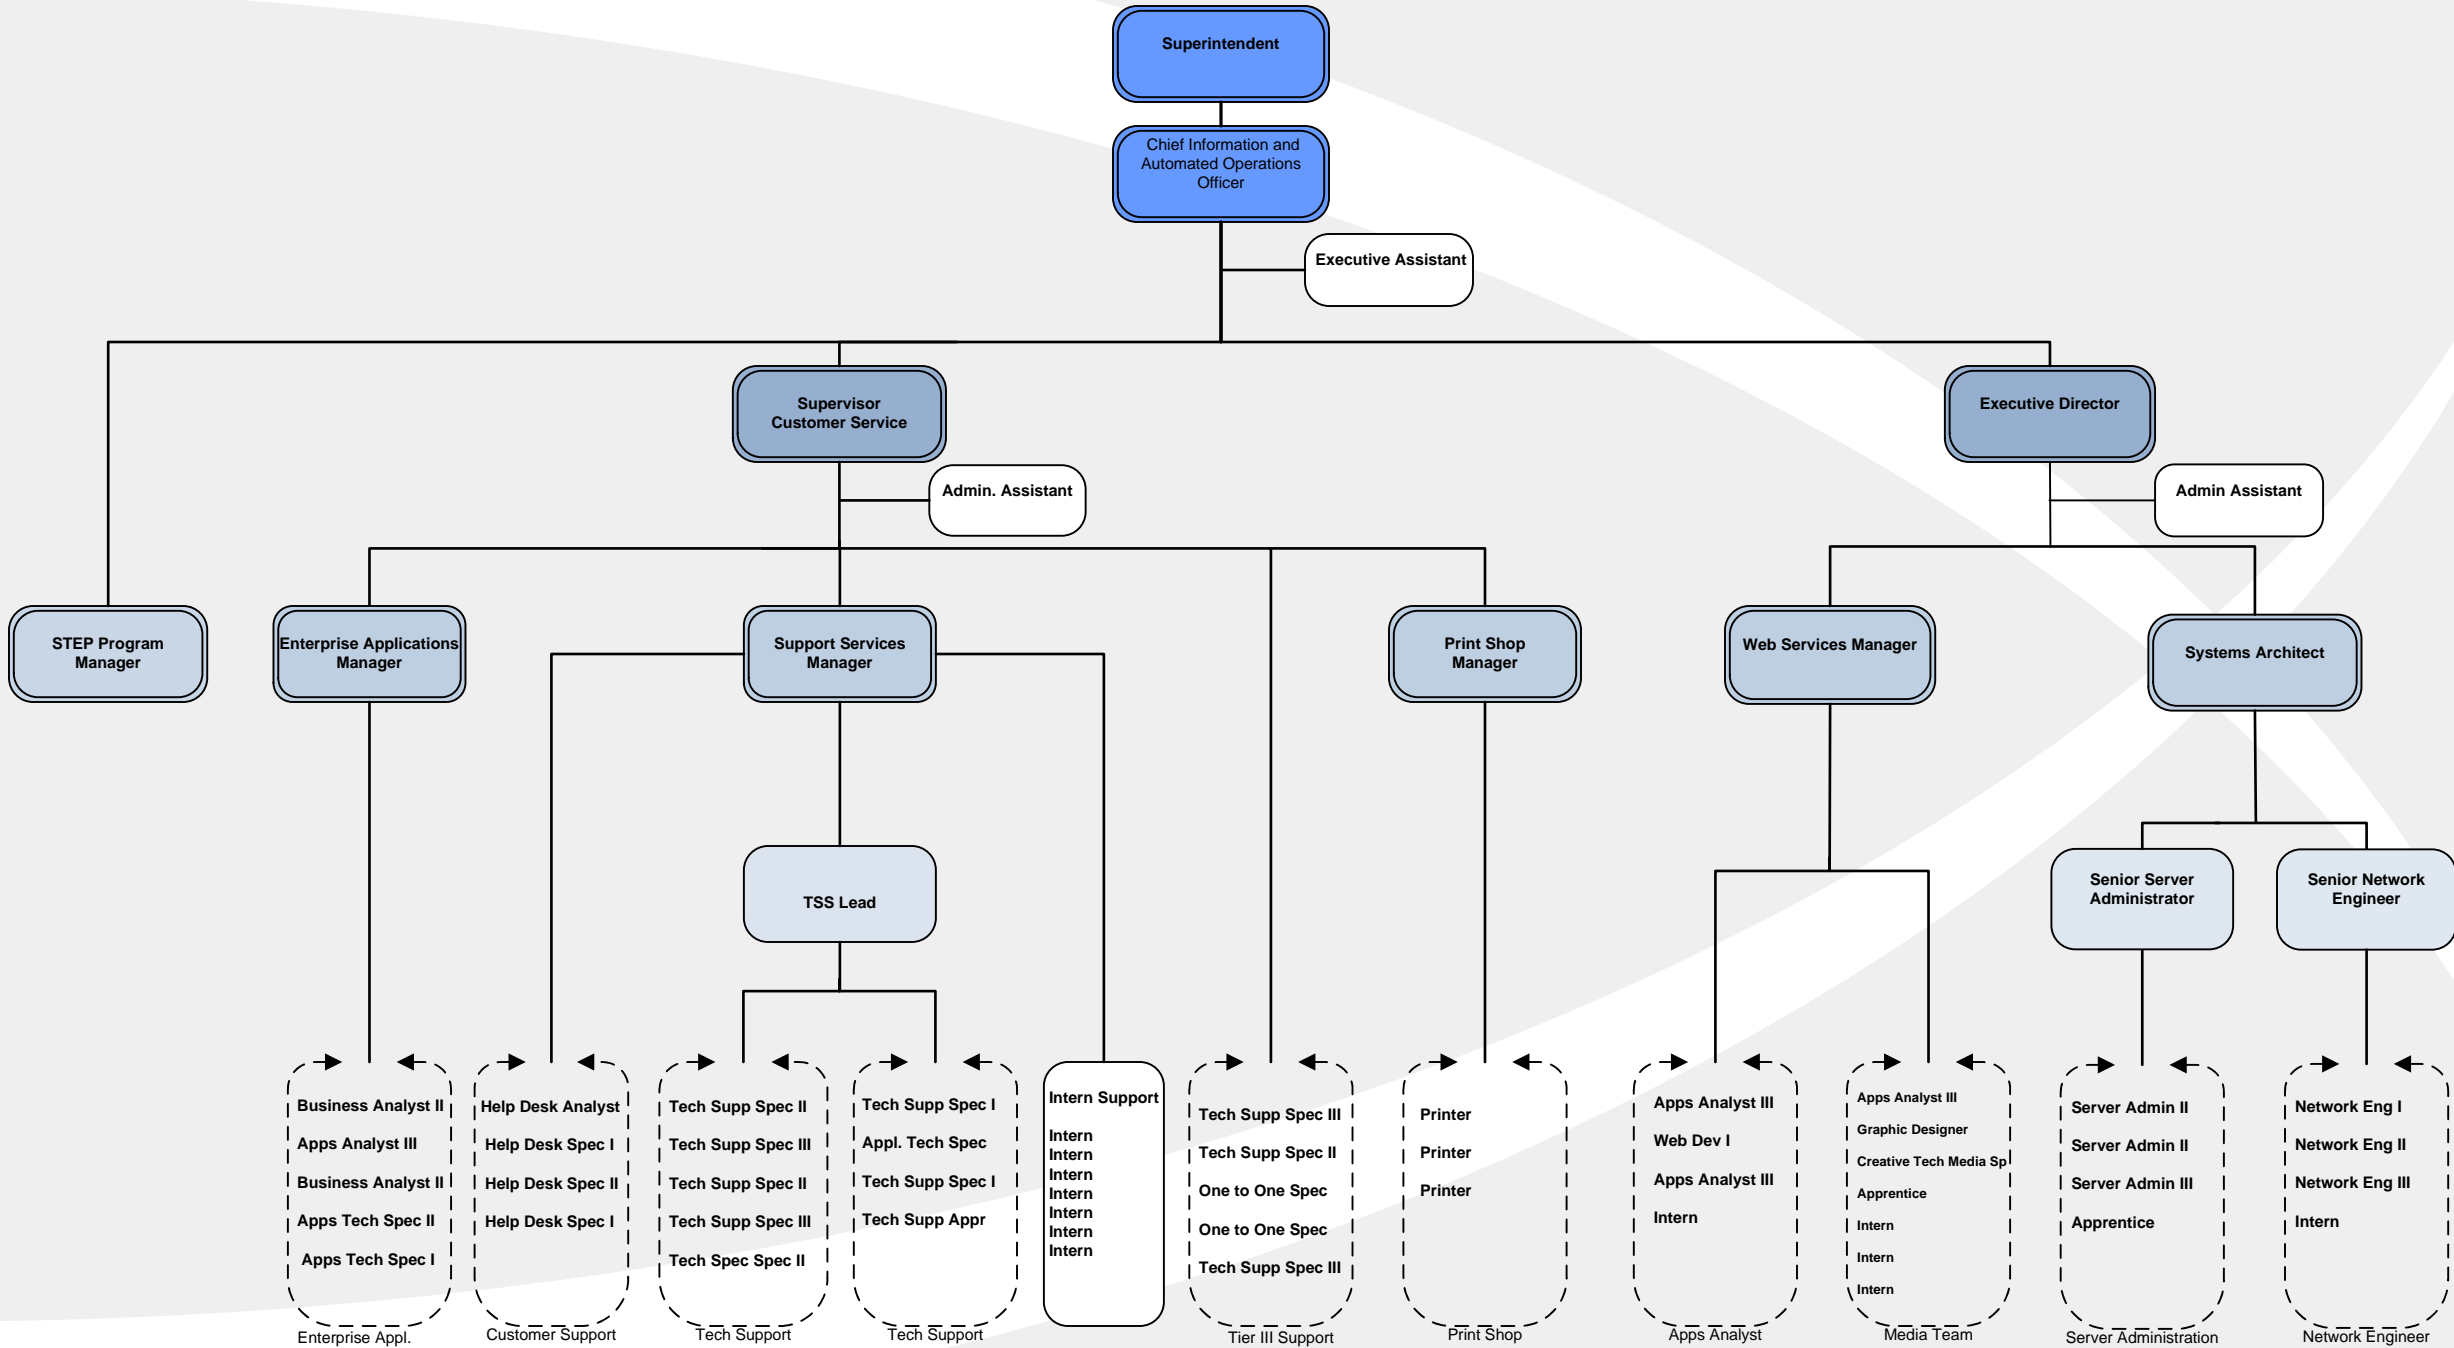 Superintendent
Chief Information and
Automated Operations
Officer
Executive Assistant
Supervisor
Customer Service
Executive Director
Admin. Assistant
Admin Assistant
STEP Program
Manager
Enterprise Applications
Manager
Support Services
Manager
Print Shop
Manager
Web Services Manager
Systems Architect
TSS Lead
Senior Server
Administrator
Senior Network
Engineer
Business Analyst II
Apps Analyst III
Business Analyst II
Apps Tech Spec II
Apps Tech Spec I
Enterprise Appl.
Help Desk Analyst
Help Desk Spec I
Help Desk Spec II
Help Desk Spec I
Customer Support
Tech Supp Spec II
Tech Supp Spec III
Tech Supp Spec II
Tech Supp Spec III
Tech Spec Spec II
Tech Support
Tech Supp Spec I
Appl. Tech Spec
Tech Supp Spec I
Tech Supp Appr
Tech Support
Intern Support
Intern
Intern
Intern
Intern
Intern
Intern
Intern
Tech Supp Spec III
Tech Supp Spec II
One to One Spec
One to One Spec
Tech Supp Spec III
Tier III Support
Printer
Printer
Printer
Print Shop
Apps Analyst III
Web Dev I
Apps Analyst III
Intern
Apps Analyst
Apps Analyst III
Graphic Designer
Creative Tech Media Sp
Apprentice
Intern
Intern
Intern
Media Team
Server Admin II
Server Admin II
Server Admin III
Apprentice
Server Administration
Network Eng I
Network Eng II
Network Eng III
Intern
Network Engineer